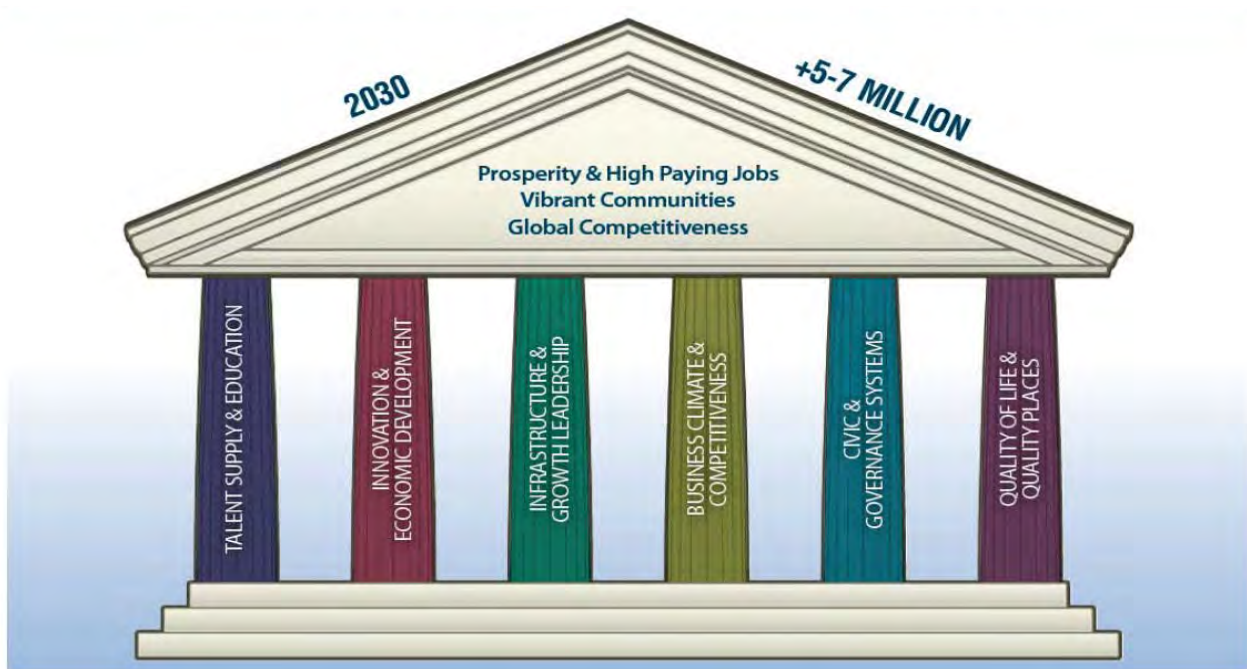 2030
+5-7 MILLION
Prosperity & High Paying Jobs
Vibrant Communities
Global Competitiveness
TALENT SUPPLY & EDUCATION
INNOVATION &
ECONOMIC DEVELOPMENT
INFRASTRUCTURE &
GROWTH LEADERSHIP
BUSINESS CLIMATE &
COMPETITIVENESS
CIVIC &
GOVERNANCE SYSTEMS
QUALITY OF LIFE &
QUALITY PLACES